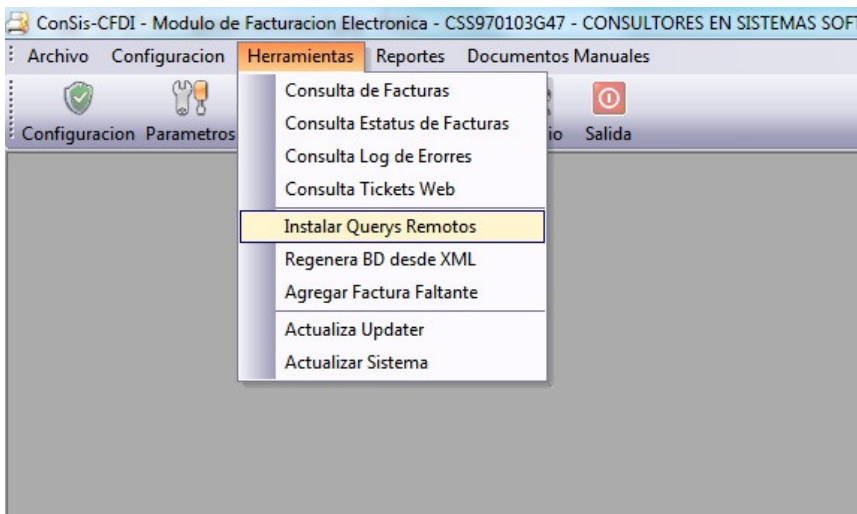 ConSis-CFDI - Modulo de Facturacion Electronica - CSS970103G47 - CONSULTORES EN SISTEMAS SOFT
Archivo Configuracion Herramientas Reportes Documentos Manuales
Configuracion Parametros io Salida
Consulta de Facturas
Consulta Estatus de Facturas
Consulta Log de Erorres
Consulta Tickets Web
Instalar Querys Remotos
Regenera BD desde XML
Agregar Factura Faltante
Actualiza Updater
Actualizar Sistema